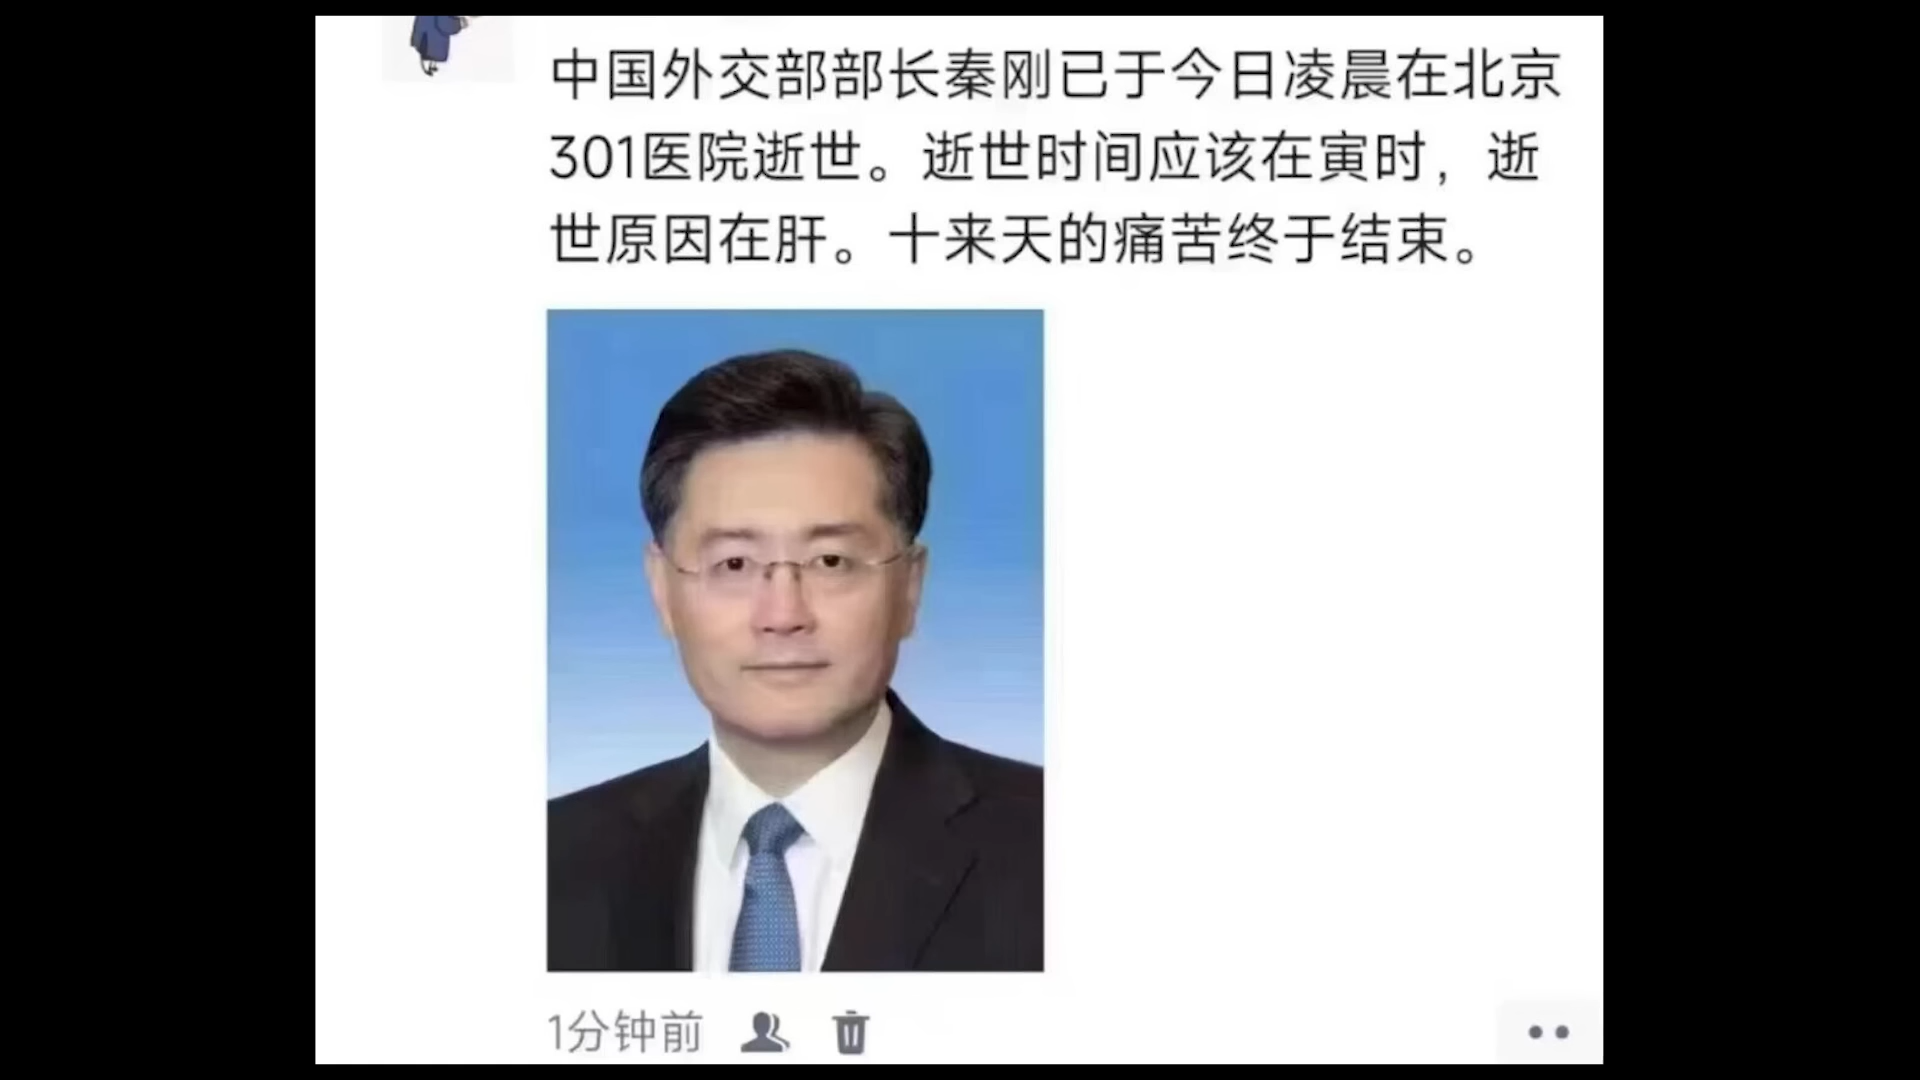 中国外交部部长秦刚已于今日凌晨在北京
301医院逝世。逝世时间应该在寅时，逝
世原因在肝。十来天的痛苦终于结束。
1分钟前